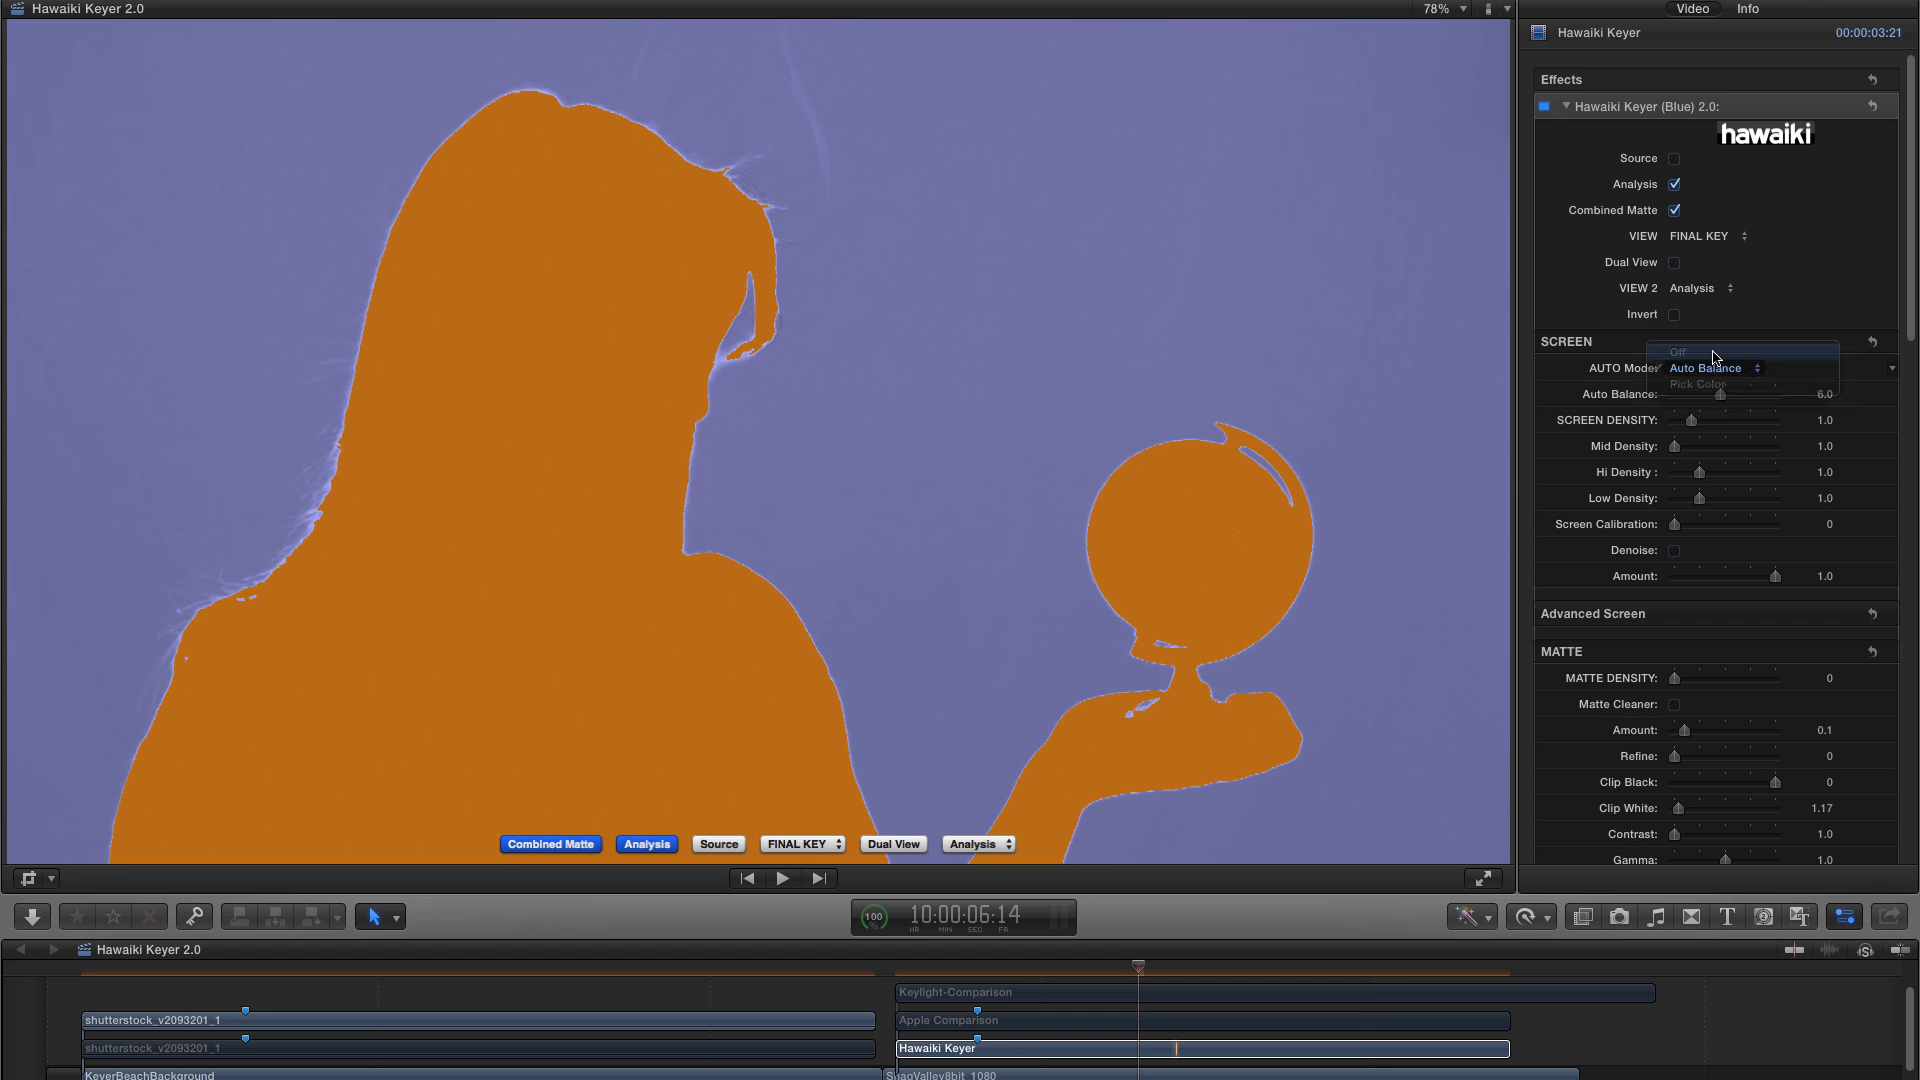 Hawaiki Keyer 2.0
78%
Video Info
Hawaiki Keyer 00:00:03:21
Effects
Hawaiki Keyer (Blue) 2.0:
hawaiki
Source
Analysis
Combined Matte
VIEW FINAL KEY
Dual View
VIEW 2 Analysis
Invert
SCREEN
Off
AUTO Mode: Auto Balance
Pick Color
Auto Balance: 6.0
SCREEN DENSITY: 1.0
Mid Density: 1.0
Hi Density : 1.0
Low Density: 1.0
Screen Calibration: 0
Denoise:
Amount: 1.0
Advanced Screen
MATTE
MATTE DENSITY: 0
Matte Cleaner:
Amount: 0.1
Refine: 0
Clip Black: 0
Clip White: 1.17
Contrast: 1.0
Gamma: 1.0
Combined Matte Analysis Source FINAL KEY Dual View Analysis
100 %
10:00:06:14
HR MIN SEC FR
Hawaiki Keyer 2.0
Keylight-Comparison
shutterstock_v2093201_1 Apple Comparison
shutterstock_v2093201_1 Hawaiki Keyer
KeyerBeachBackground SnagValley8bit_1080